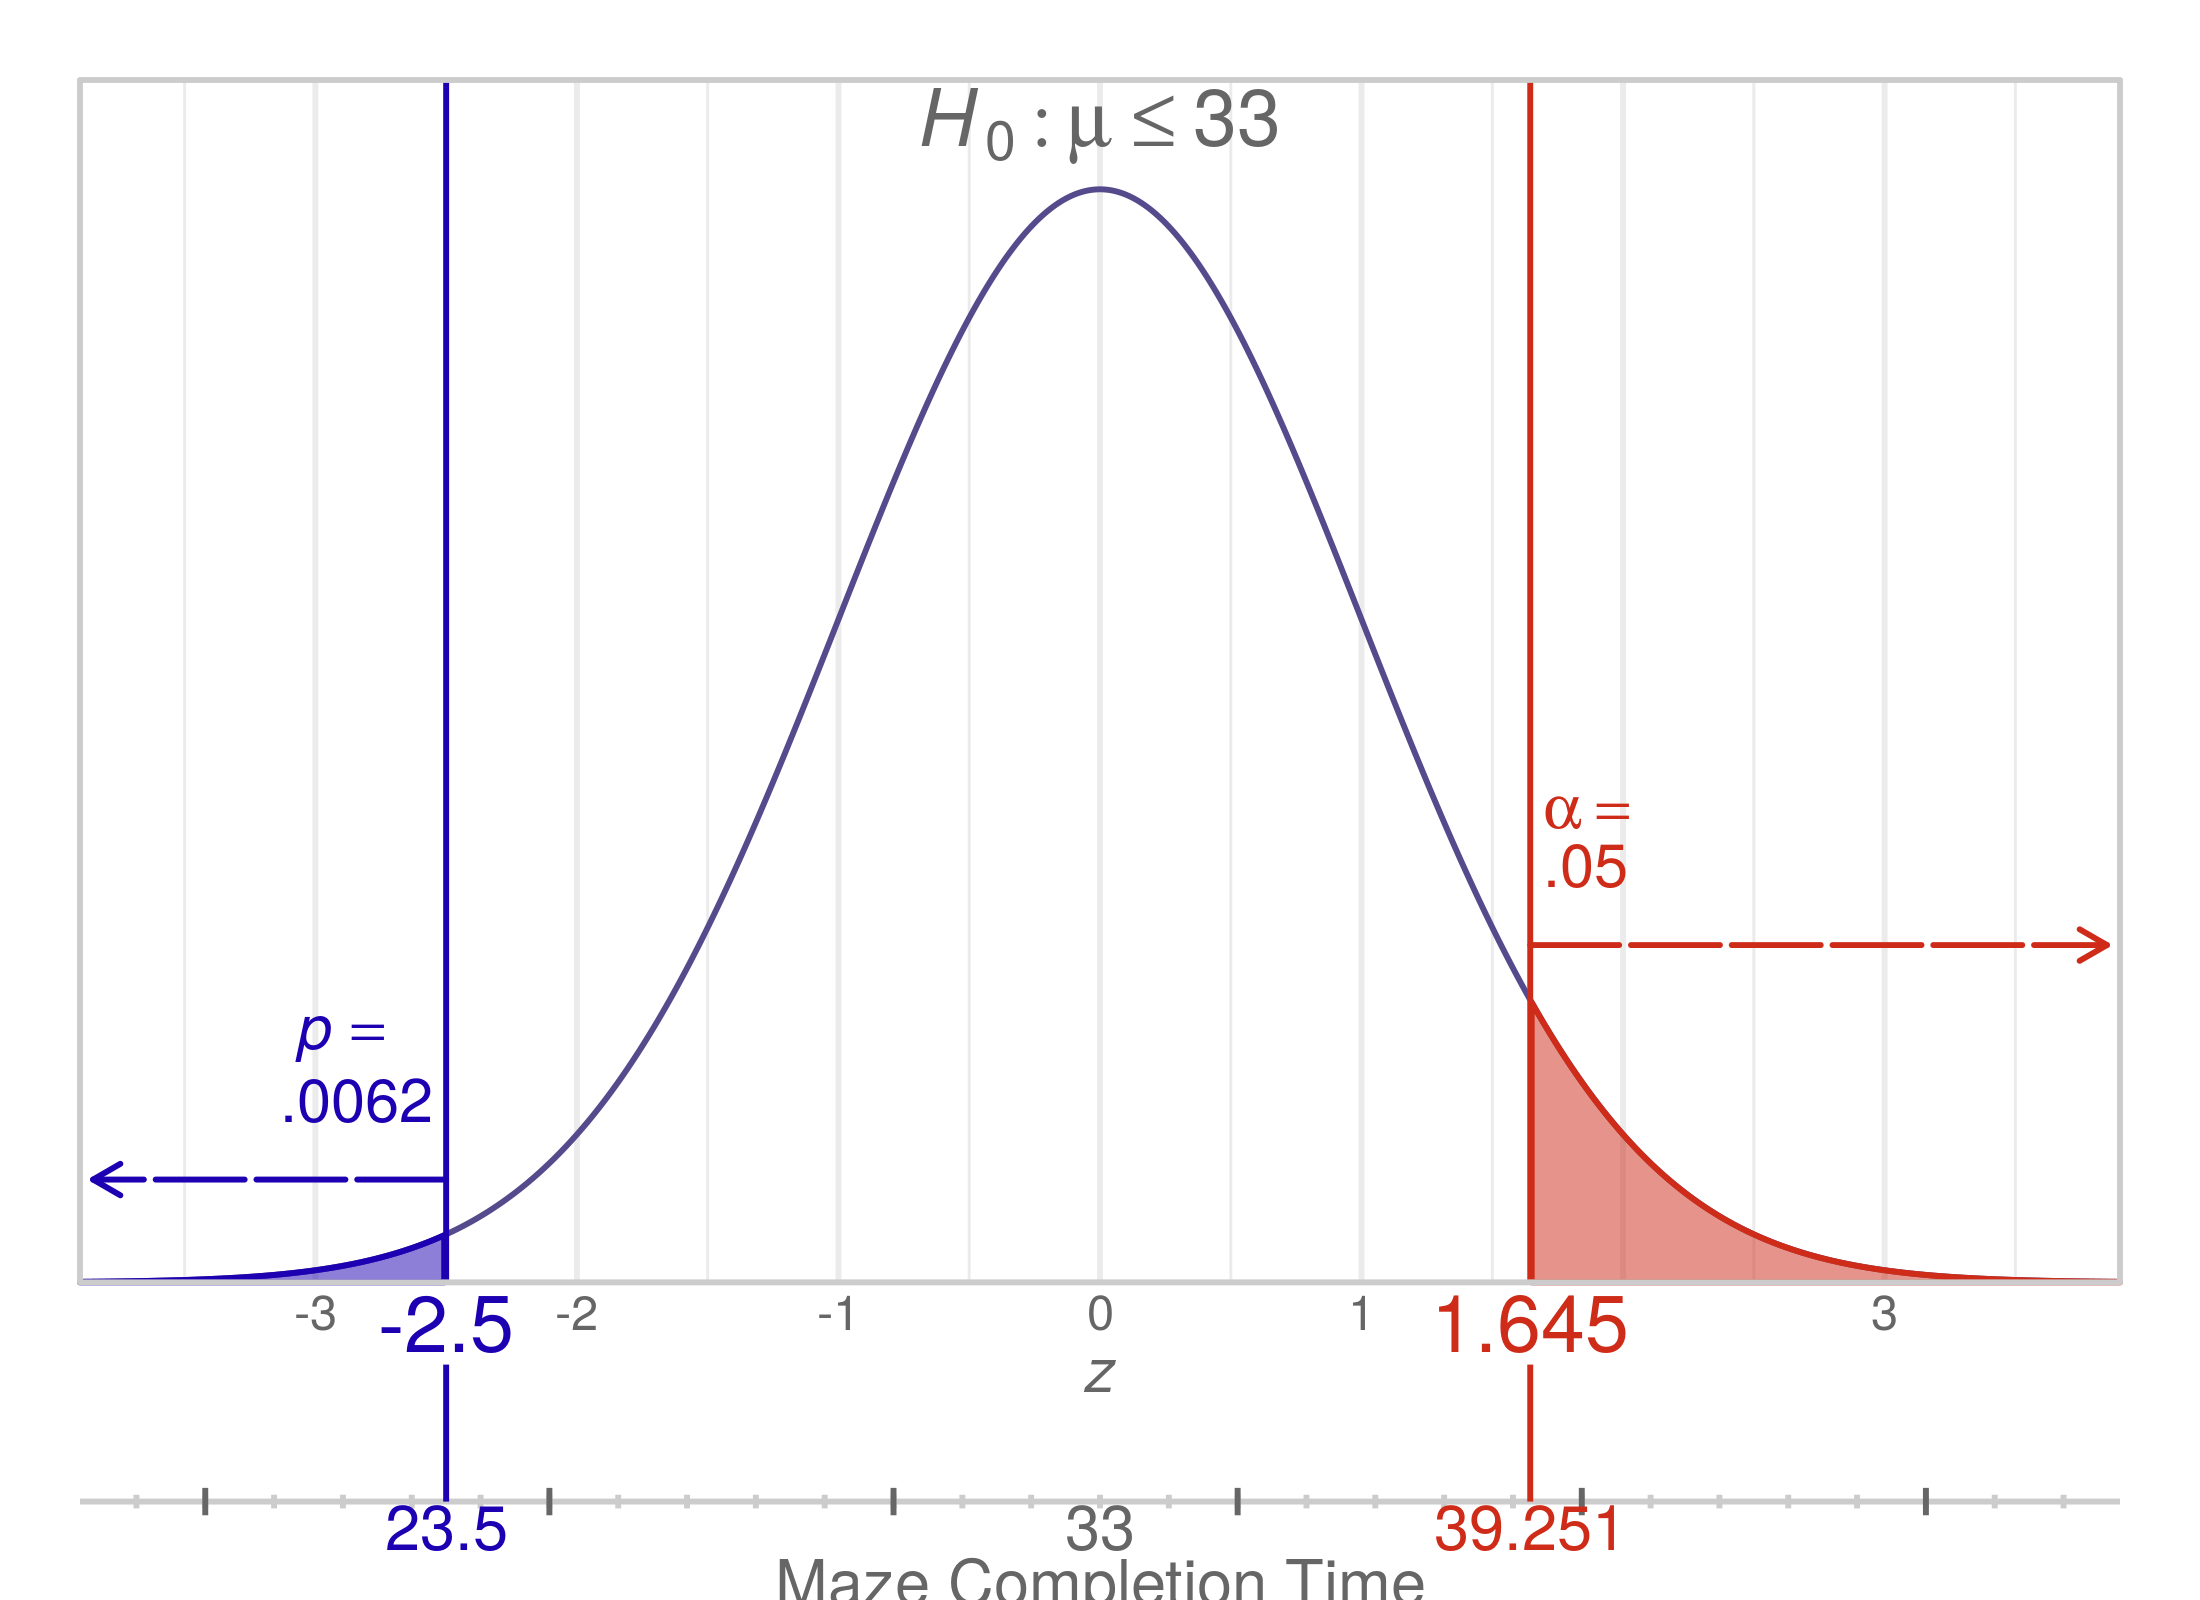 H0 : μ ≤ 33
α =
.05
p =
.0062
-3 -2.5 -2 -1 0 1 1.645 3
z
23.5 33 39.251
Maze Completion Time